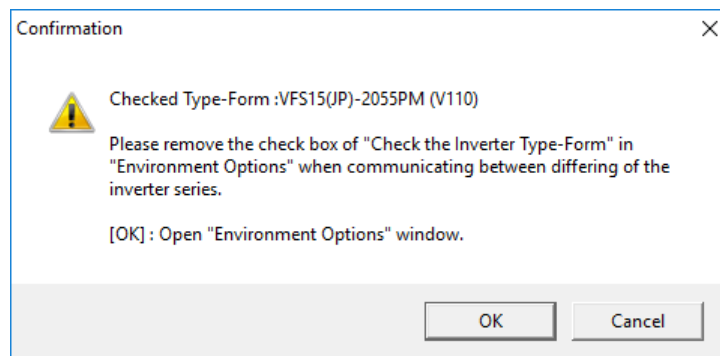 Confirmation
Checked Type-Form :VFS15(JP)-2055PM (V110)
Please remove the check box of "Check the Inverter Type-Form" in
"Environment Options" when communicating between differing of the
inverter series.
[OK] : Open "Environment Options" window.
OK
Cancel